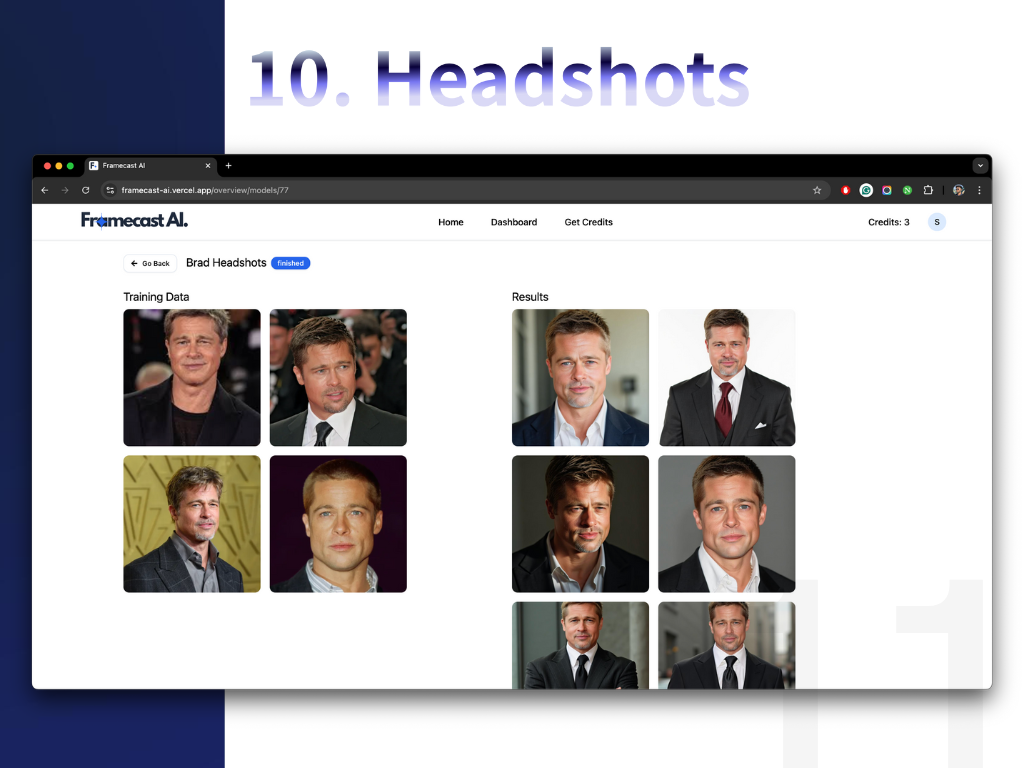 10. Headshots
Framecast AI
framecast-ai.vercel.app/overview/models/77
Framecast AI.
Home
Dashboard
Get Credits
Credits: 3
S
Go Back
Brad Headshots
finished
Training Data
Results
11